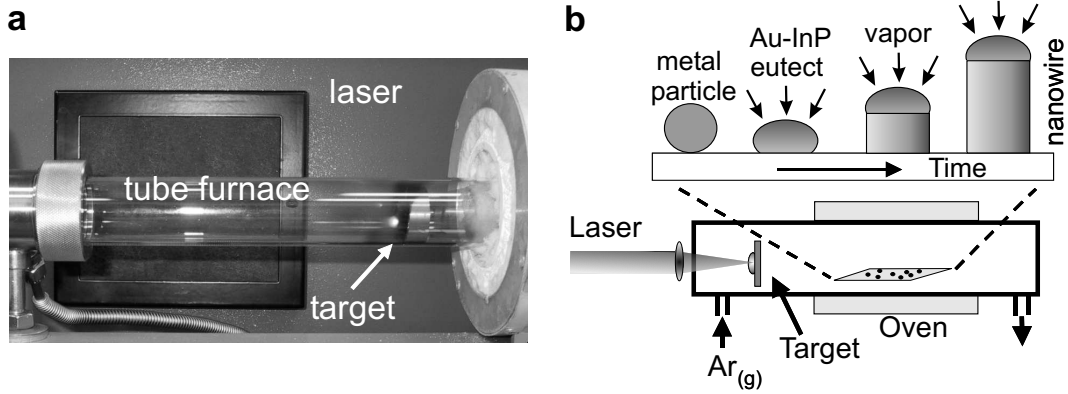 a
laser
tube furnace
target
b
metal
particle
Au-InP
eutect
vapor
nanowire
Time
Laser
Target
Oven
Ar(g)